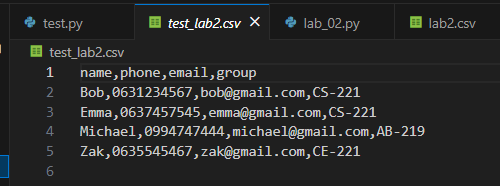 test.py test_lab2.csv lab_02.py lab2.csv
test_lab2.csv
1 name,phone,email,group
2 Bob,0631234567,bob@gmail.com,CS-221
3 Emma,0637457545,emma@gmail.com,CS-221
4 Michael,0994747444,michael@gmail.com,AB-219
5 Zak,0635545467,zak@gmail.com,CE-221
6